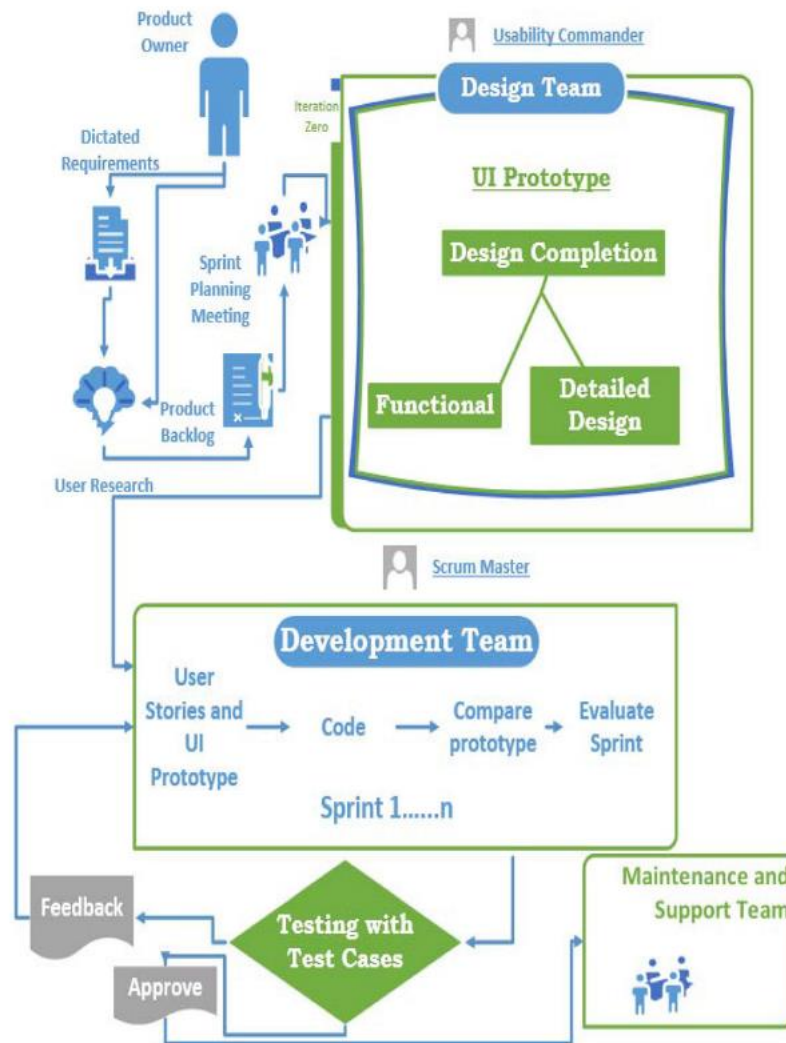 Product
Owner
Usability Commander
Design Team
Iteration
Zero
Dictated
Requirements
UI Prototype
Design Completion
Sprint
Planning
Meeting
Functional
Detailed
Design
Product
Backlog
User Research
Scrum Master
Development Team
User
Stories and
UI
Prototype
Code
Compare
prototype
Evaluate
Sprint
Sprint 1......n
Maintenance and
Support Team
Feedback
Testing with
Test Cases
Approve